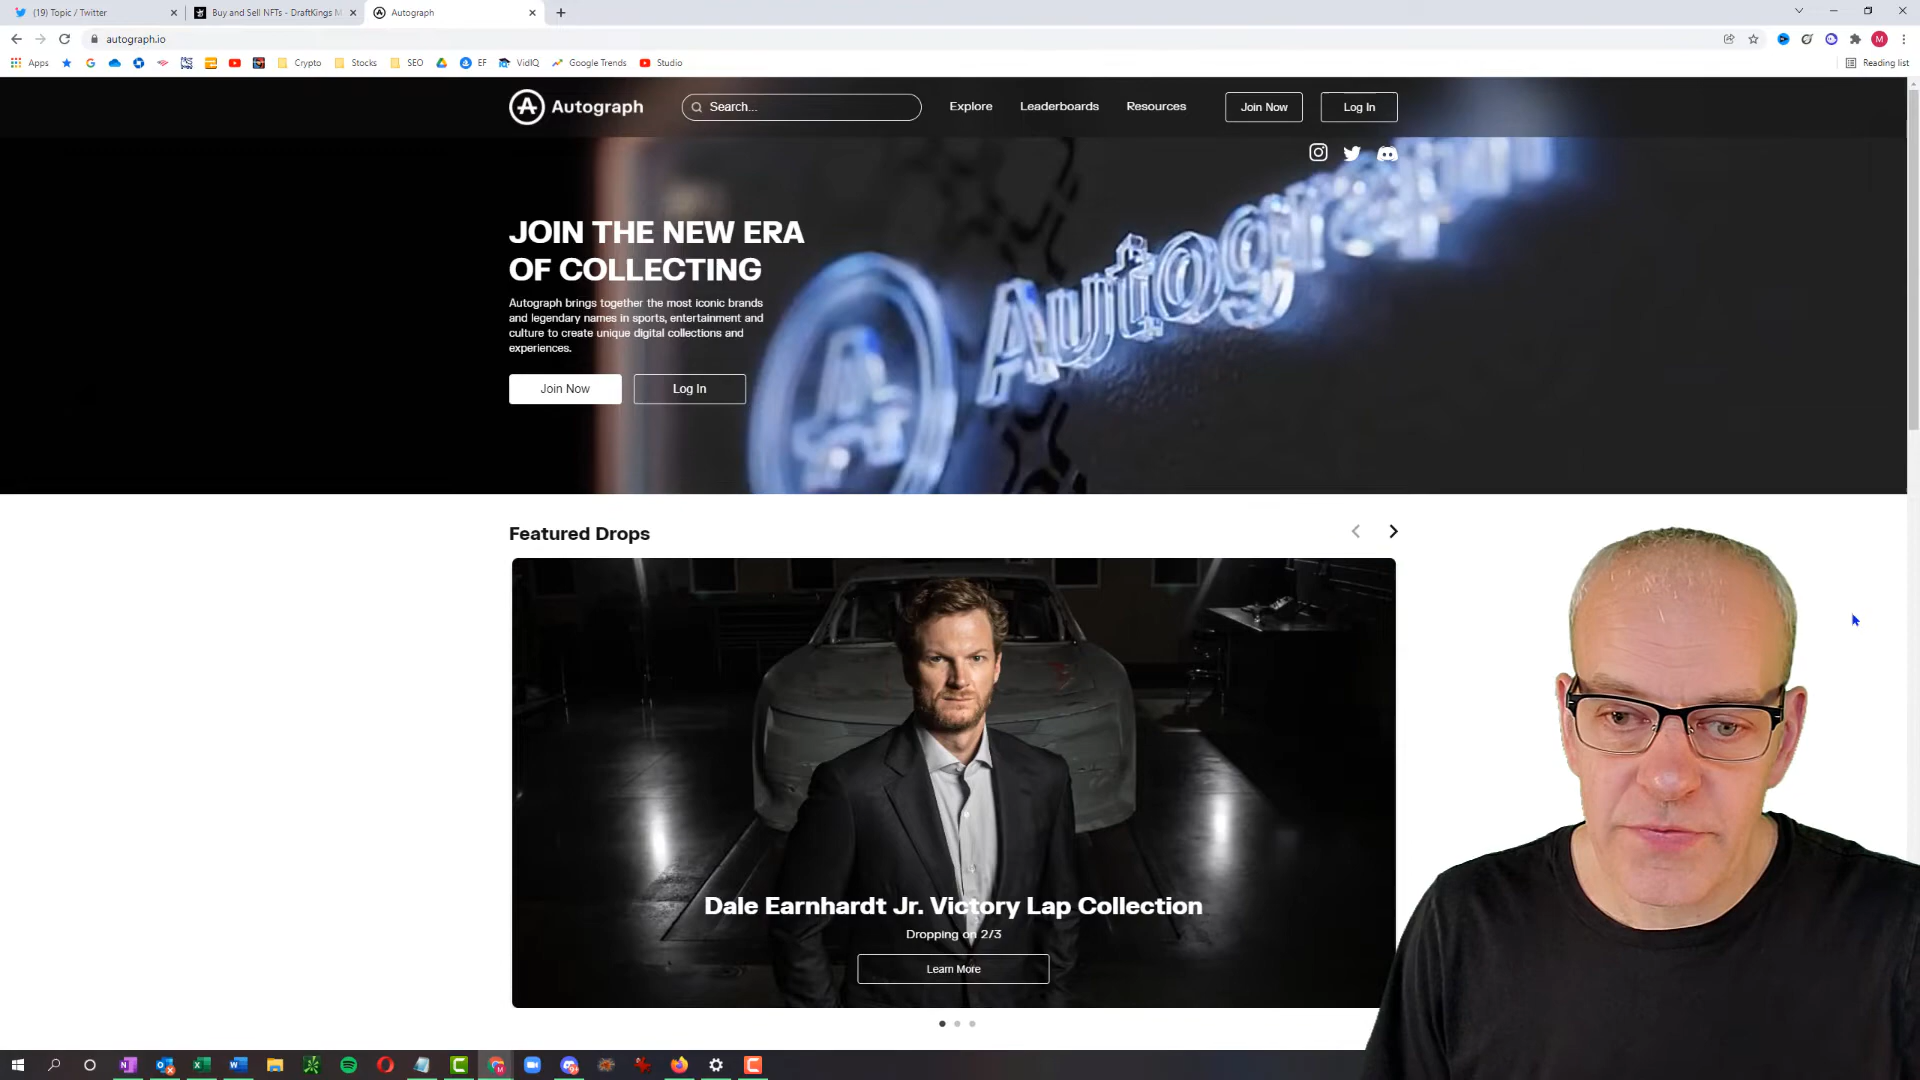 (19) Topic / Twitter
Buy and Sell NFTs - DraftKings M
Autograph
autograph.io
Apps
Crypto
Stocks
SEO
EF
VidIQ
Google Trends
Studio
Reading list
Autograph
Search...
Explore
Leaderboards
Resources
Join Now
Log In
JOIN THE NEW ERA
OF COLLECTING
Autograph brings together the most iconic brands
and legendary names in sports, entertainment and
culture to create unique digital collections and
experiences.
Join Now
Log In
Autograph
Featured Drops
Dale Earnhardt Jr. Victory Lap Collection
Dropping on 2/3
Learn More